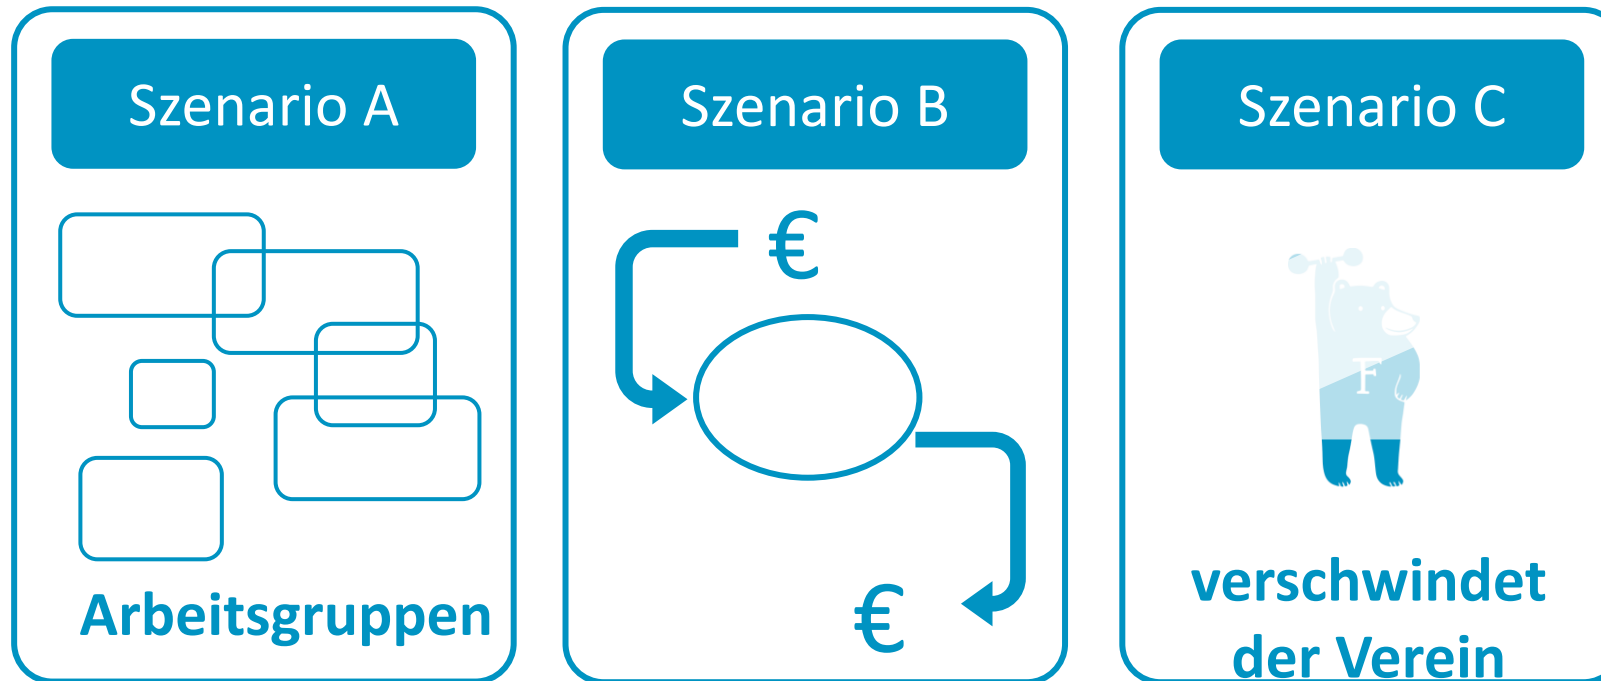 Szenario A
Arbeitsgruppen
Szenario B
€
€
Szenario C
F
verschwindet
der Verein